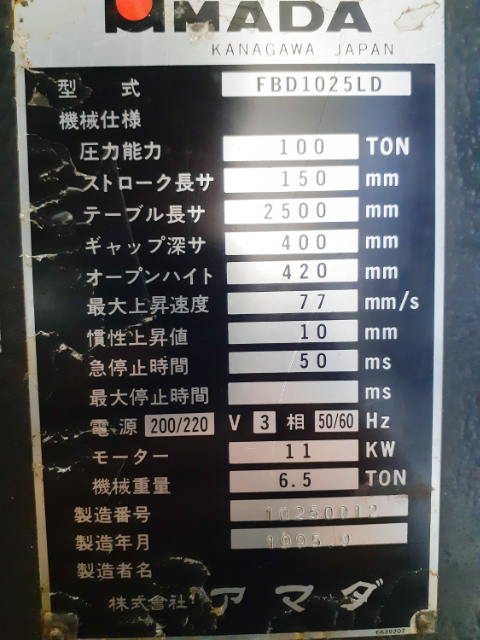 AMADA
KANAGAWA JAPAN
型式 FBD1025LD
機械仕様
圧力能力 100 TON
ストローク長サ 150 mm
テーブル長サ 2500 mm
ギャップ深サ 400 mm
オープンハイト 420 mm
最大上昇速度 77 mm/s
慣性上昇値 10 mm
急停止時間 50 ms
最大停止時間 ms
電源 200/220 V 3 相 50/60 Hz
モーター 11 KW
機械重量 6.5 TON
製造番号 10250012
製造年月 1995.9
製造者名
株式会社 アマダ